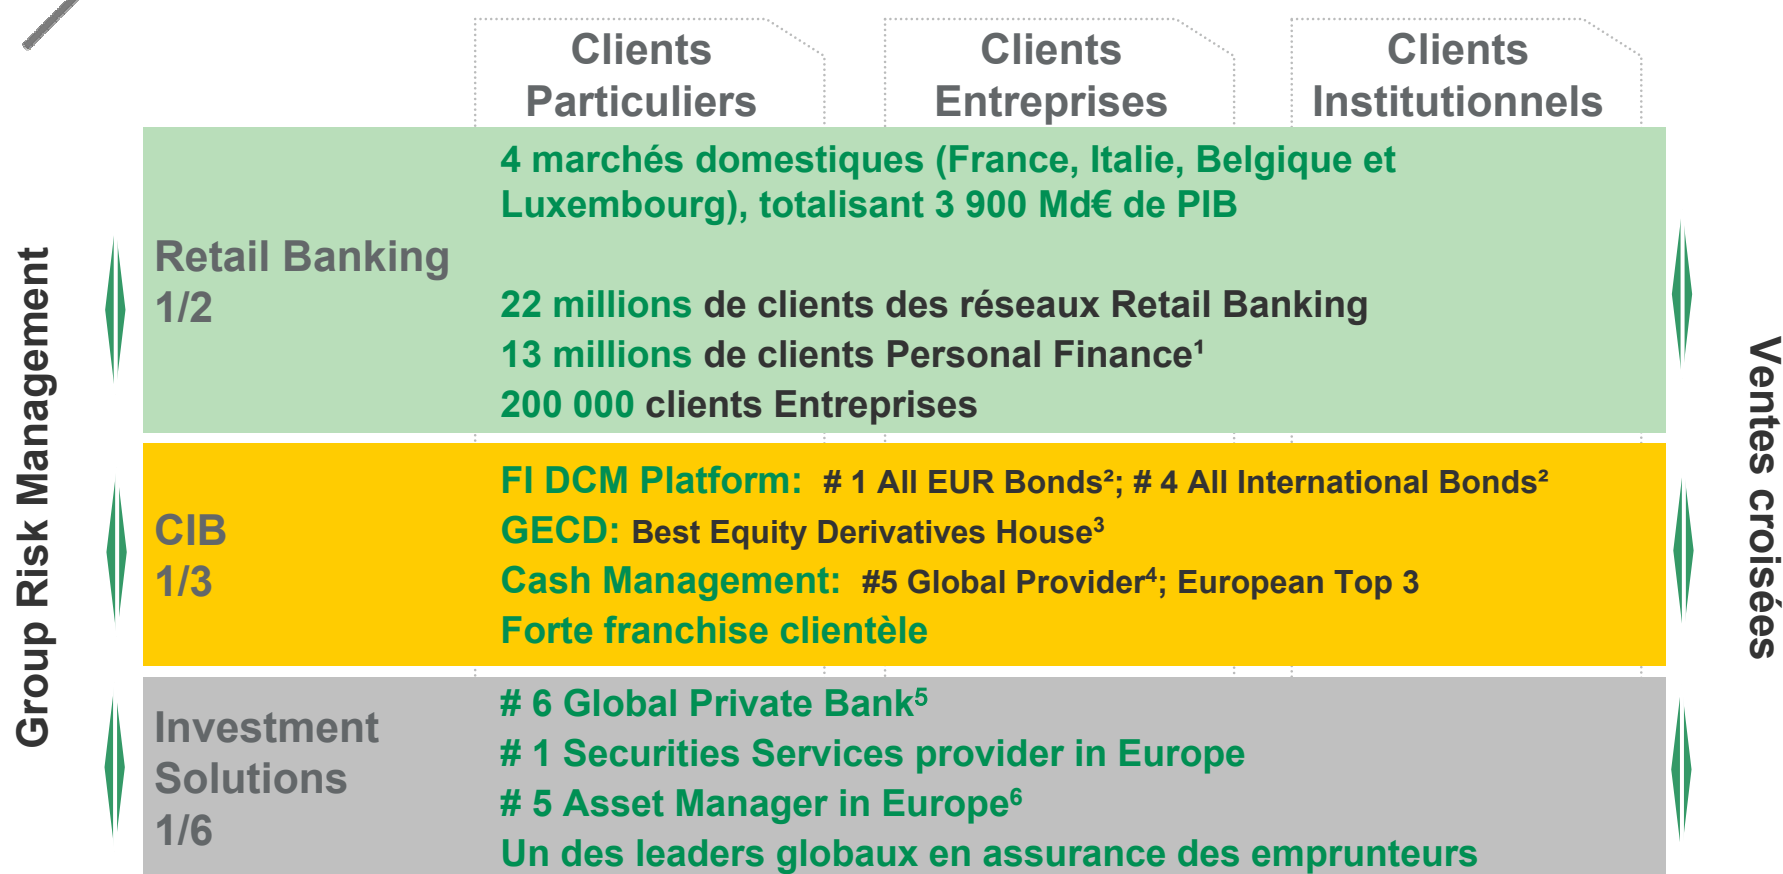 Clients
Particuliers
Clients
Entreprises
Clients
Institutionnels
Group Risk Management
Retail Banking
1/2
4 marchés domestiques (France, Italie, Belgique et
Luxembourg), totalisant 3 900 Md€ de PIB
22 millions de clients des réseaux Retail Banking
13 millions de clients Personal Finance¹
200 000 clients Entreprises
CIB
1/3
FI DCM Platform: # 1 All EUR Bonds²; # 4 All International Bonds²
GECD: Best Equity Derivatives House³
Cash Management: #5 Global Provider⁴; European Top 3
Forte franchise clientèle
Investment
Solutions
1/6
# 6 Global Private Bank⁵
# 1 Securities Services provider in Europe
# 5 Asset Manager in Europe⁶
Un des leaders globaux en assurance des emprunteurs
Ventes croisées